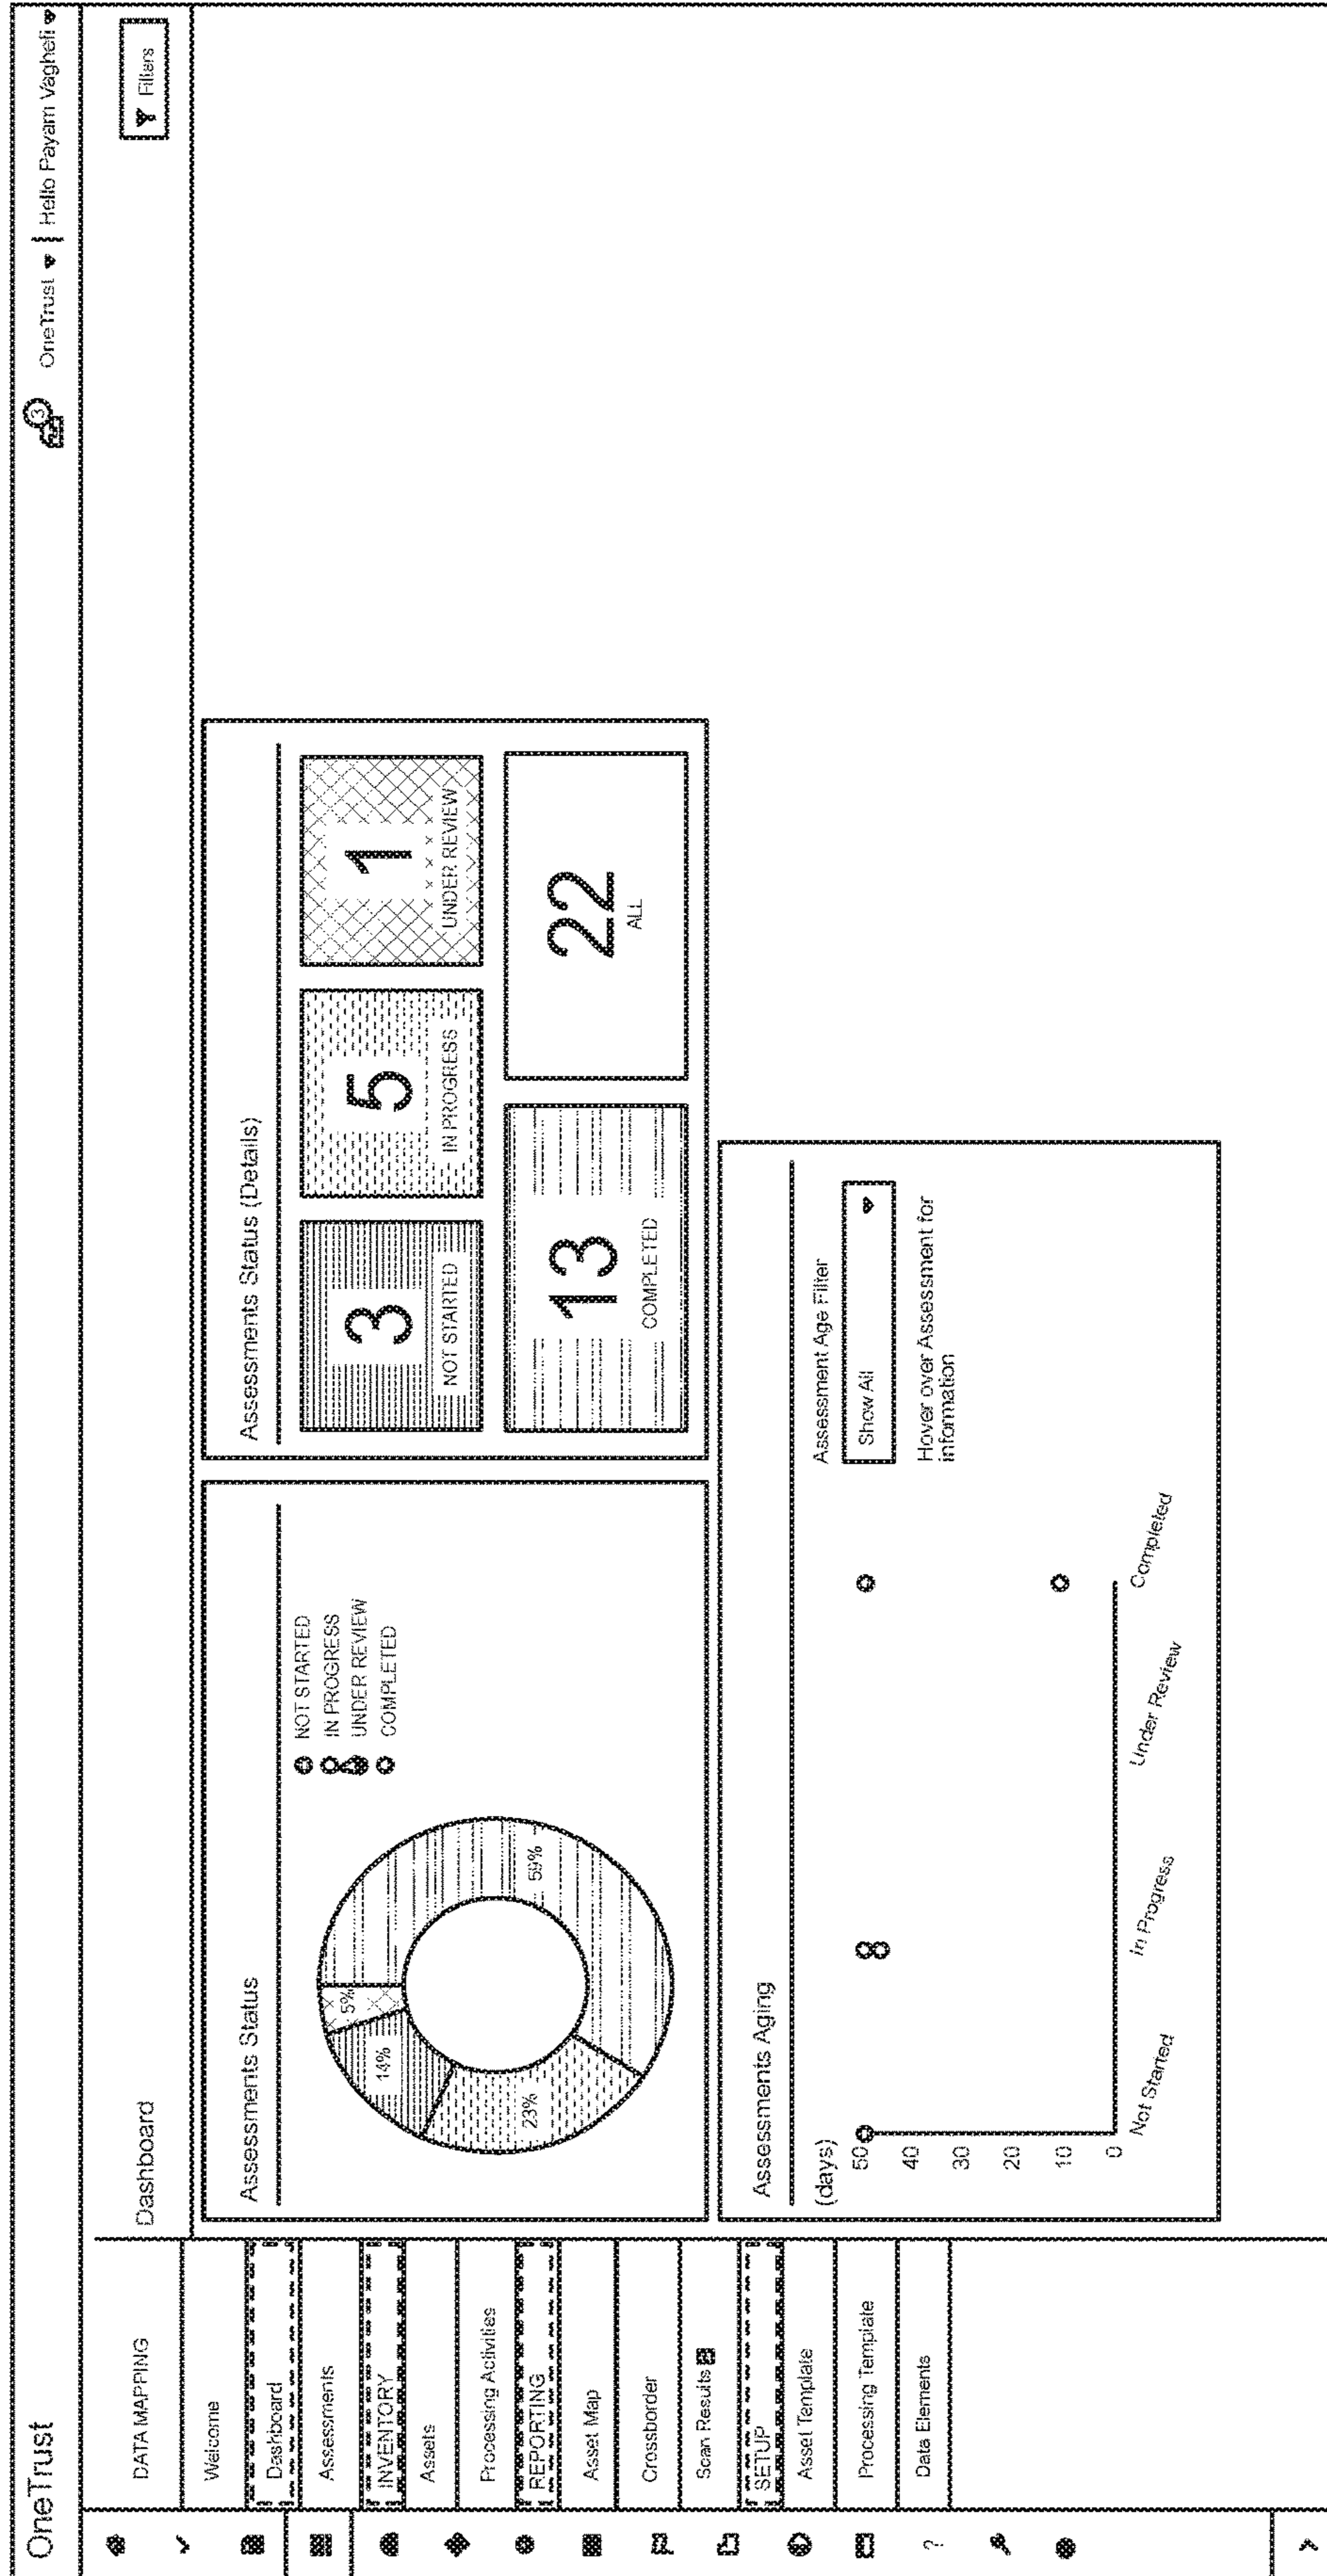 OneTrust
3
OneTrust
Hello Payam Vaghefi
DATA MAPPING
Welcome
Dashboard
Assessments
INVENTORY
Assets
Processing Activities
REPORTING
Asset Map
Crossborder
Scan Results
SETUP
Asset Template
Processing Template
Data Elements
?
Dashboard
Filters
Assessments Status
5%
14%
23%
59%
NOT STARTED
IN PROGRESS
UNDER REVIEW
COMPLETED
Assessments Status (Details)
3
NOT STARTED
5
IN PROGRESS
1
UNDER REVIEW
13
COMPLETED
22
ALL
Assessments Aging
(days)
50
40
30
20
10
0
Not Started
In Progress
Under Review
Completed
Assessment Age Filter
Show All
Hover over Assessment for
information